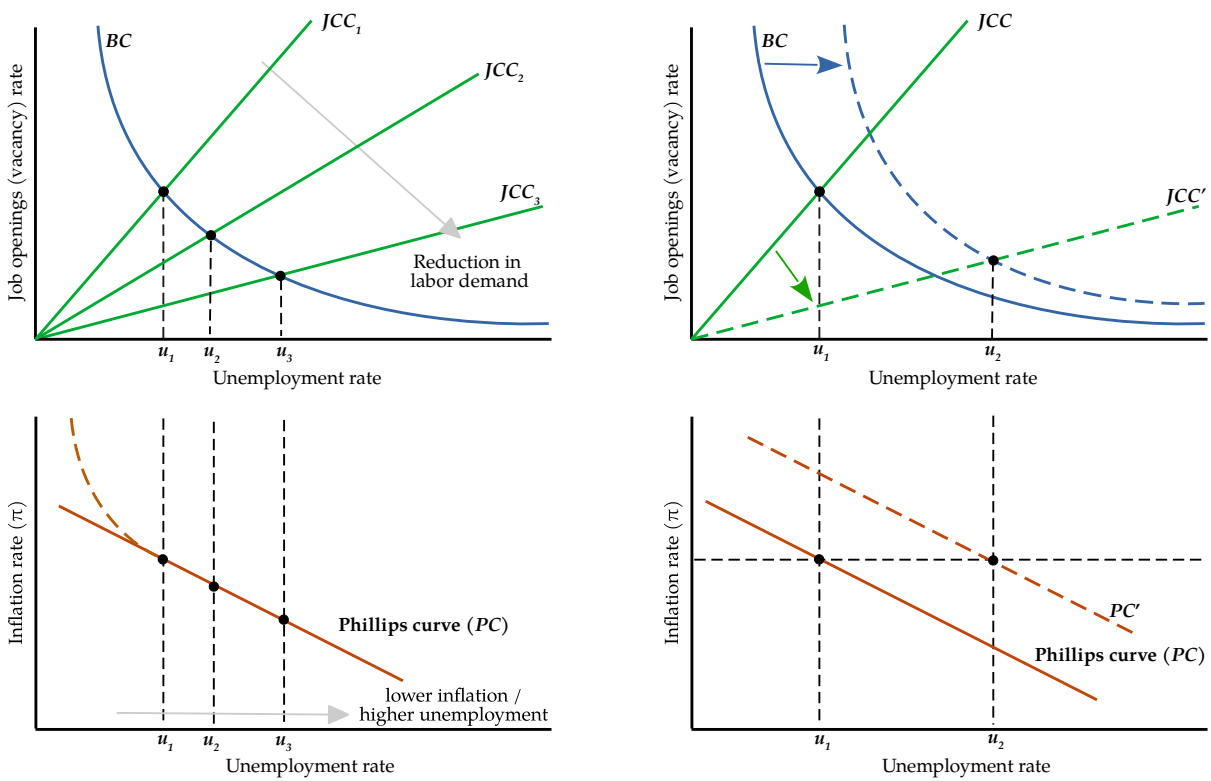 Job openings (vacancy) rate
BC
JCC₁
JCC₂
JCC₃
Reduction in
labor demand
u₁
u₂
u₃
Unemployment rate
Job openings (vacancy) rate
BC
JCC
JCC′
u₁
u₂
Unemployment rate
Inflation rate (π)
Phillips curve (PC)
lower inflation /
higher unemployment
u₁
u₂
u₃
Unemployment rate
Inflation rate (π)
PC′
Phillips curve (PC)
u₁
u₂
Unemployment rate